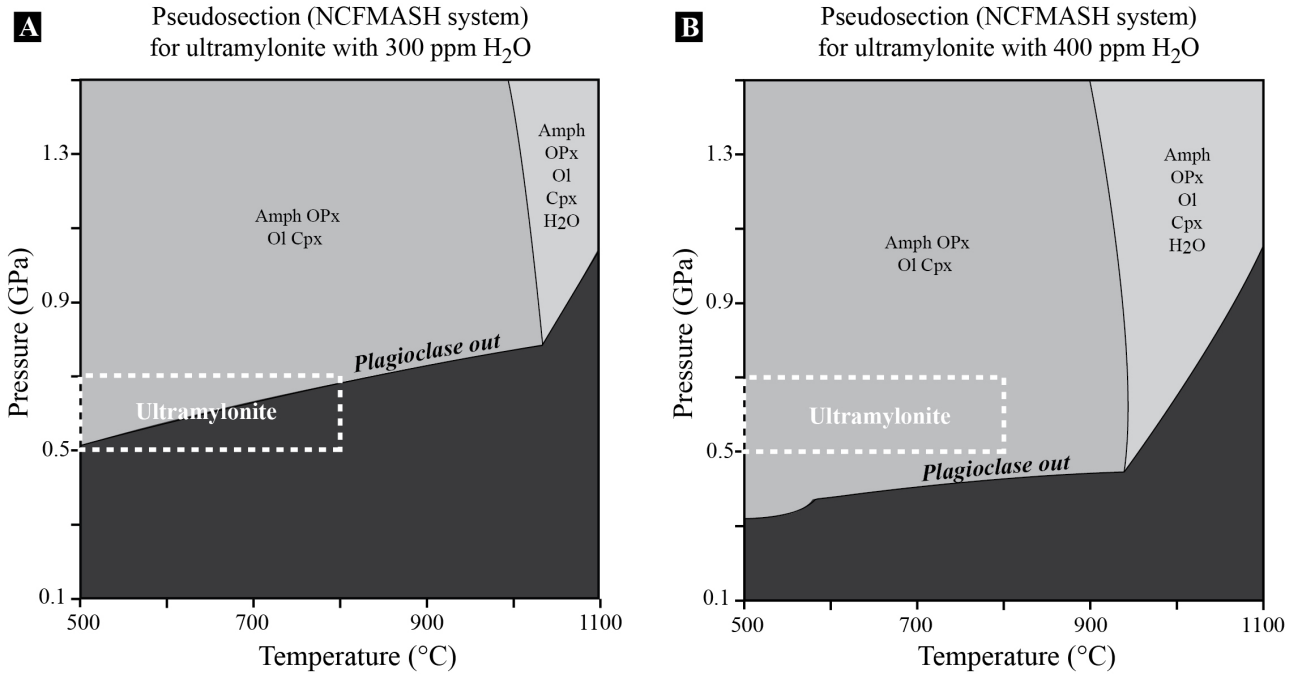 A
Pseudosection (NCFMASH system)
for ultramylonite with 300 ppm H2O
Pressure (GPa)
1.3
0.9
0.5
0.1
Amph OPx
Ol Cpx
Amph
OPx
Ol
Cpx
H2O
Plagioclase out
Ultramylonite
500
700
900
1100
Temperature (°C)
B
Pseudosection (NCFMASH system)
for ultramylonite with 400 ppm H2O
Pressure (GPa)
1.3
0.9
0.5
0.1
Amph OPx
Ol Cpx
Amph
OPx
Ol
Cpx
H2O
Ultramylonite
Plagioclase out
500
700
900
1100
Temperature (°C)